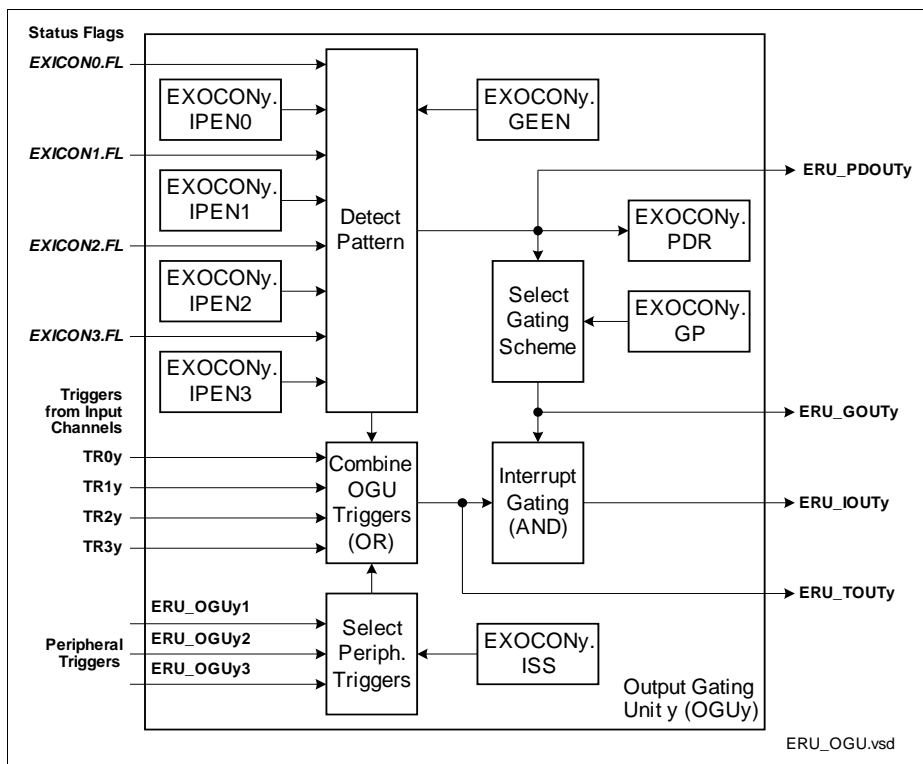 Status Flags
EXICON0.FL
EXOCONy.
IPEN0
EXICON1.FL
EXOCONy.
IPEN1
EXICON2.FL
EXOCONy.
IPEN2
EXICON3.FL
EXOCONy.
IPEN3
Detect
Pattern
EXOCONy.
GEEN
ERU_PDOUTy
EXOCONy.
PDR
Select
Gating
Scheme
EXOCONy.
GP
ERU_GOUTy
Triggers
from Input
Channels
TR0y
TR1y
TR2y
TR3y
Combine
OGU
Triggers
(OR)
Interrupt
Gating
(AND)
ERU_IOUTy
ERU_TOUTy
Peripheral
Triggers
ERU_OGUy1
ERU_OGUy2
ERU_OGUy3
Select
Periph.
Triggers
EXOCONy.
ISS
Output Gating
Unit y (OGUy)
ERU_OGU.vsd